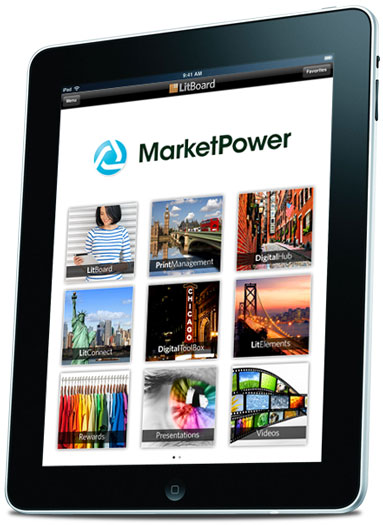 iPad 9:41 AM
Menu LitBoard Favorites
MarketPower
LitBoard PrintManagement DigitalHub
LitConnect DigitalToolBox LitElements
CHICAGO
Rewards Presentations Videos